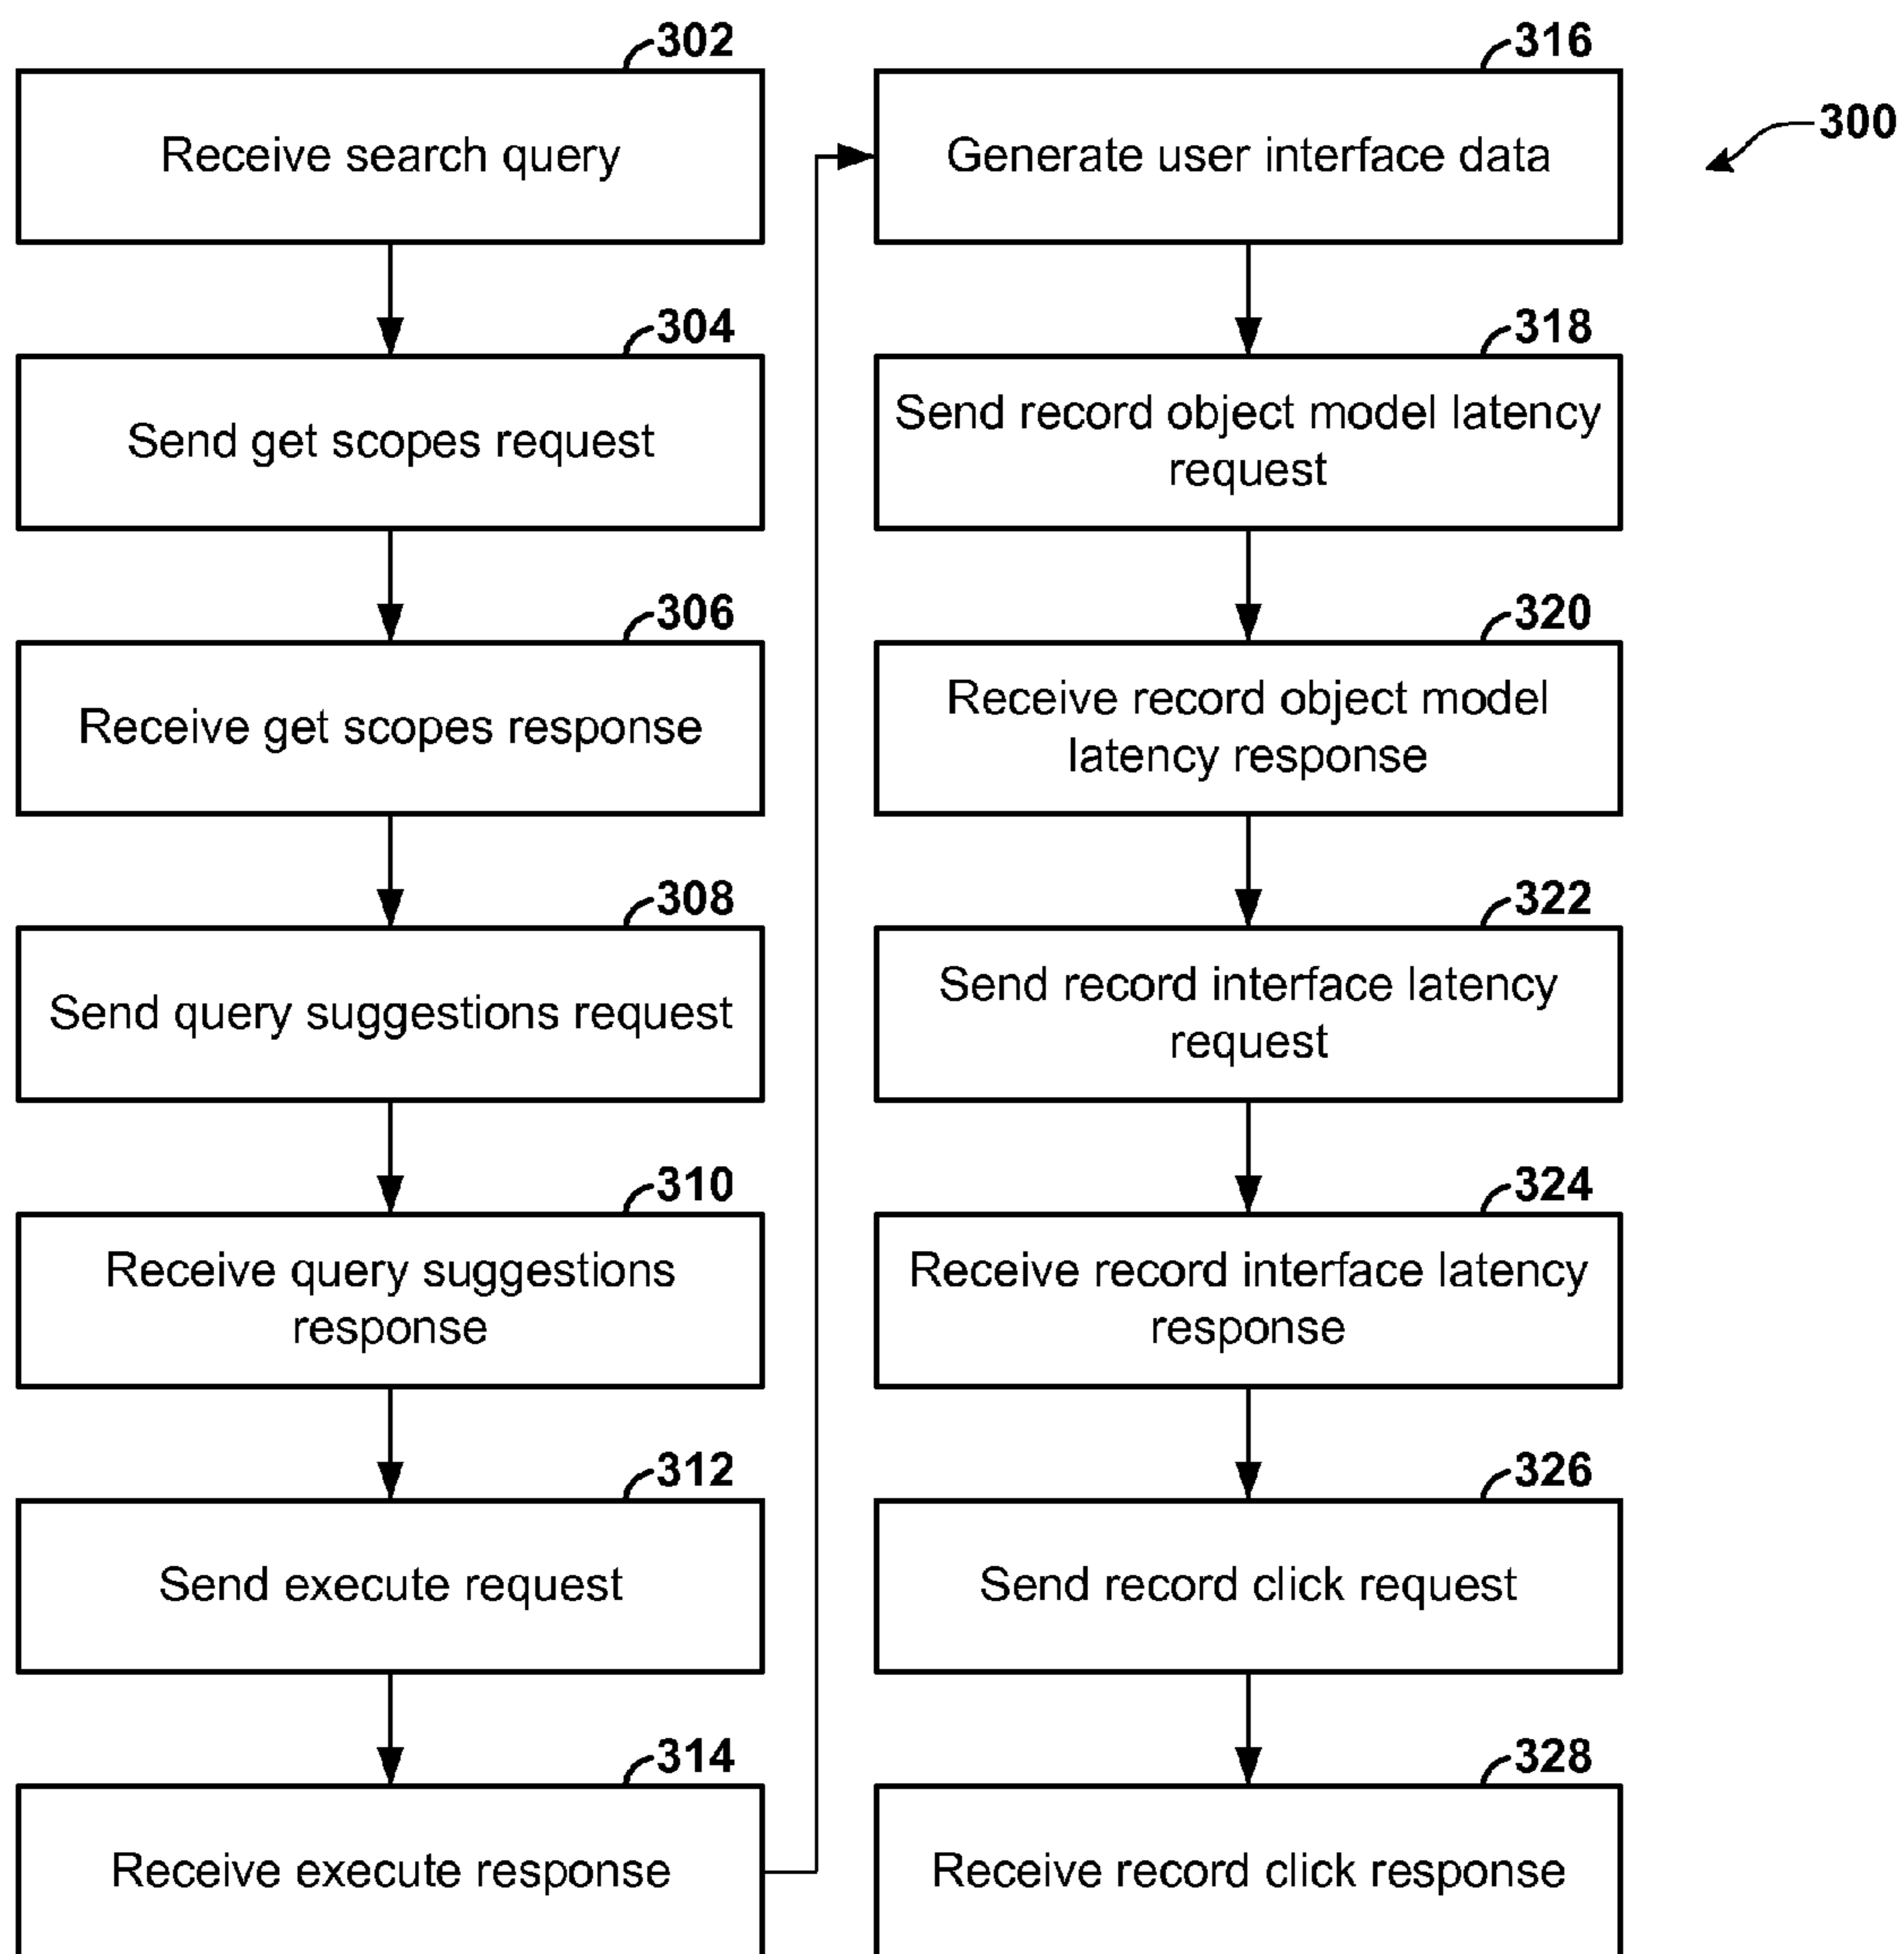 302
Receive search query
304
Send get scopes request
306
Receive get scopes response
308
Send query suggestions request
310
Receive query suggestions
response
312
Send execute request
314
Receive execute response
316
Generate user interface data
300
318
Send record object model latency
request
320
Receive record object model
latency response
322
Send record interface latency
request
324
Receive record interface latency
response
326
Send record click request
328
Receive record click response